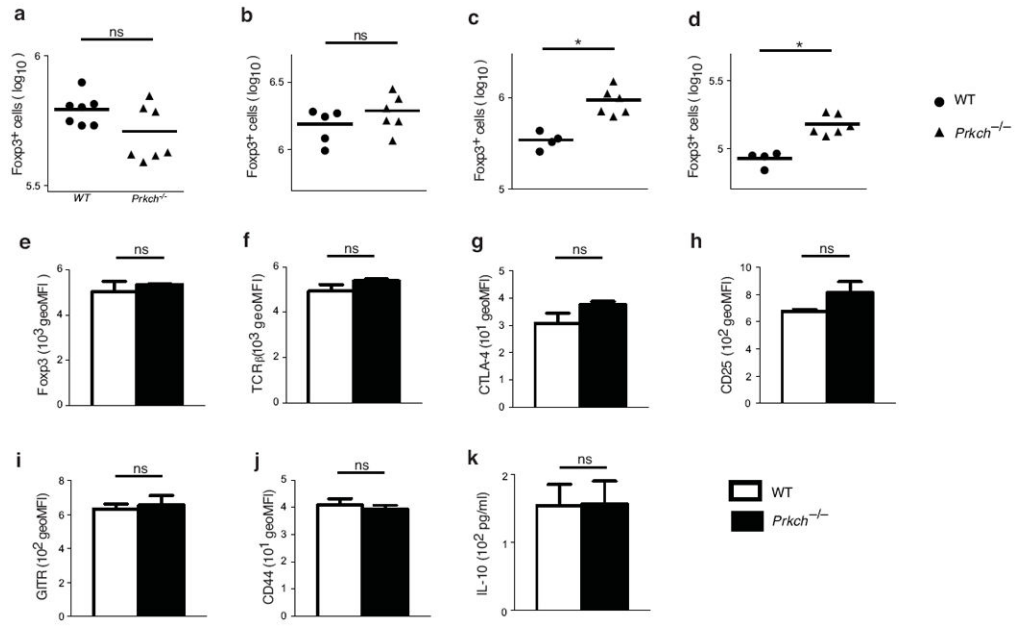 a
ns
Foxp3+ cells ( log10)
6
5.5
WT
Prkch-/-
b
ns
Foxp3+ cells ( log10)
6.5
6
c
*
Foxp3+ cells ( log10)
6
5
d
*
Foxp3+ cells ( log10)
5.5
5
WT
Prkch–/–
e
ns
Foxp3 (103 geoMFI)
6
4
2
0
f
ns
TCRβ(103 geoMFI)
6
5
4
3
2
1
0
g
ns
CTLA-4 (101 geoMFI)
5
4
3
2
1
0
h
ns
CD25 (102 geoMFI)
10
8
6
4
2
0
i
ns
GITR (102 geoMFI)
8
6
4
2
0
j
ns
CD44 (101 geoMFI)
5
4
3
2
1
0
k
ns
IL-10 (102 pg/ml)
2
1
0
WT
Prkch–/–